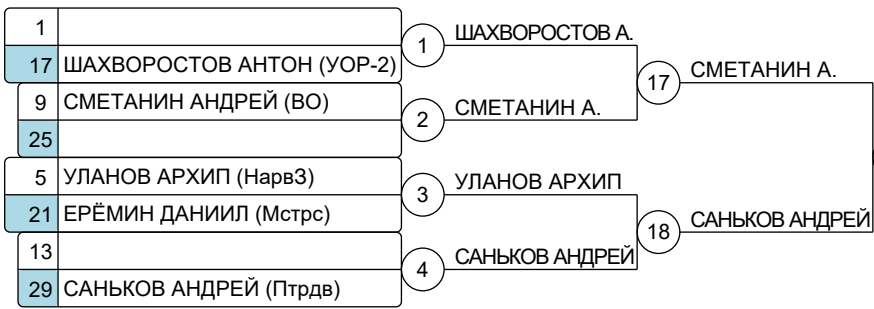 1
17 ШАХВОРОСТОВ АНТОН (УОР-2)
9 СМЕТАНИН АНДРЕЙ (ВО)
25
5 УЛАНОВ АРХИП (Нарв3)
21 ЕРЁМИН ДАНИИЛ (Мстрс)
13
29 САНЬКОВ АНДРЕЙ (Птрдв)
1 ШАХВОРОСТОВ А.
2 СМЕТАНИН А.
3 УЛАНОВ АРХИП
4 САНЬКОВ АНДРЕЙ
17 СМЕТАНИН А.
18 САНЬКОВ АНДРЕЙ